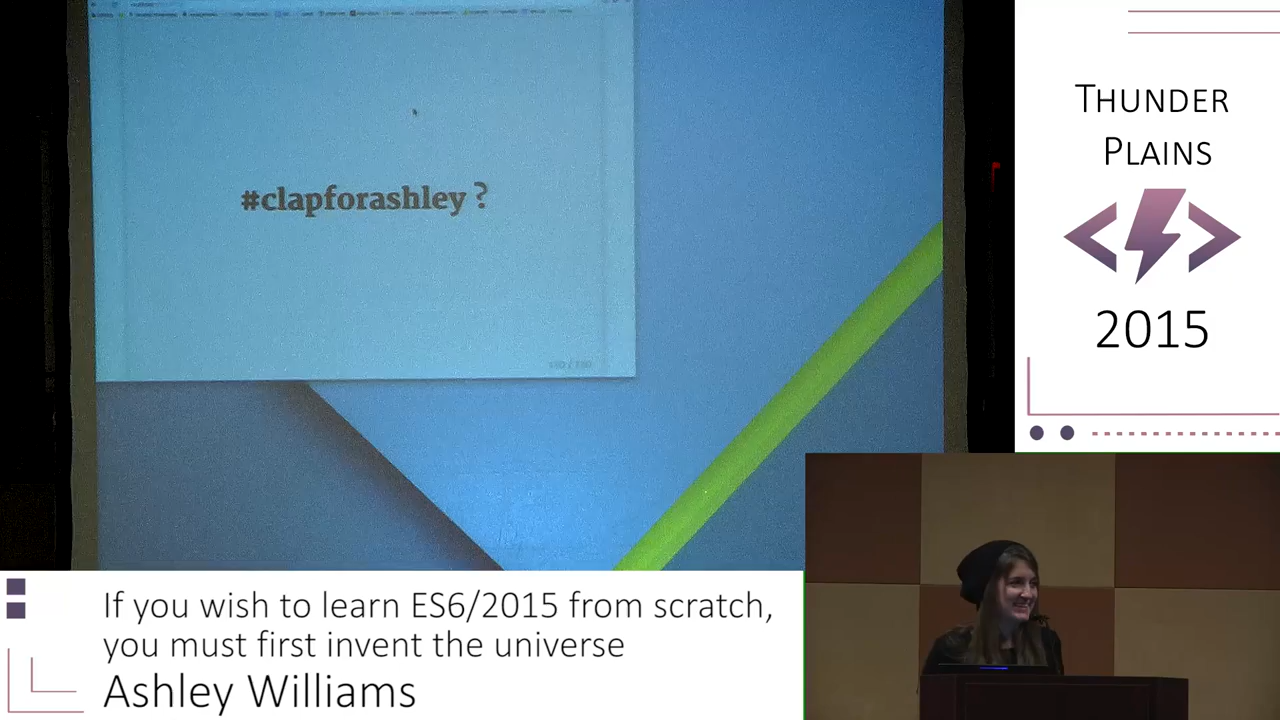 #clapforashley ?
THUNDER
PLAINS
2015
If you wish to learn ES6/2015 from scratch,
you must first invent the universe
Ashley Williams